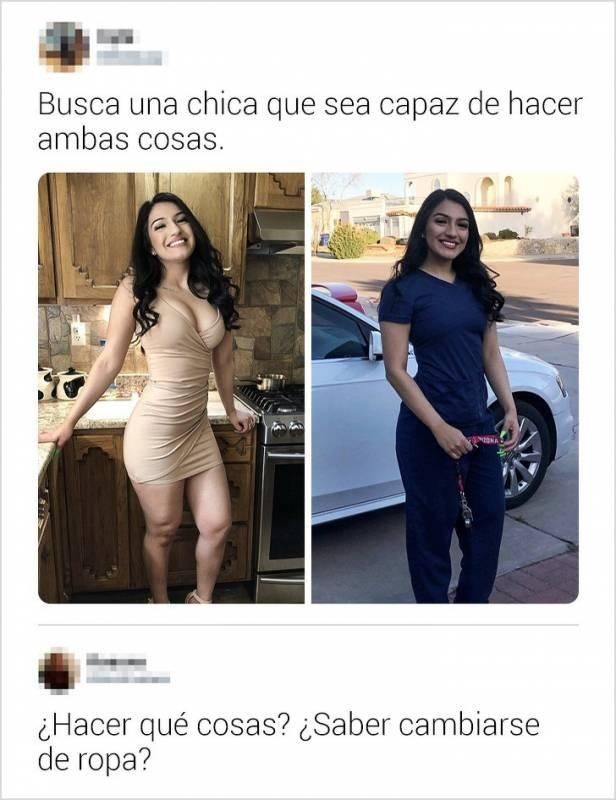 Busca una chica que sea capaz de hacer
ambas cosas.
¿Hacer qué cosas? ¿Saber cambiarse
de ropa?